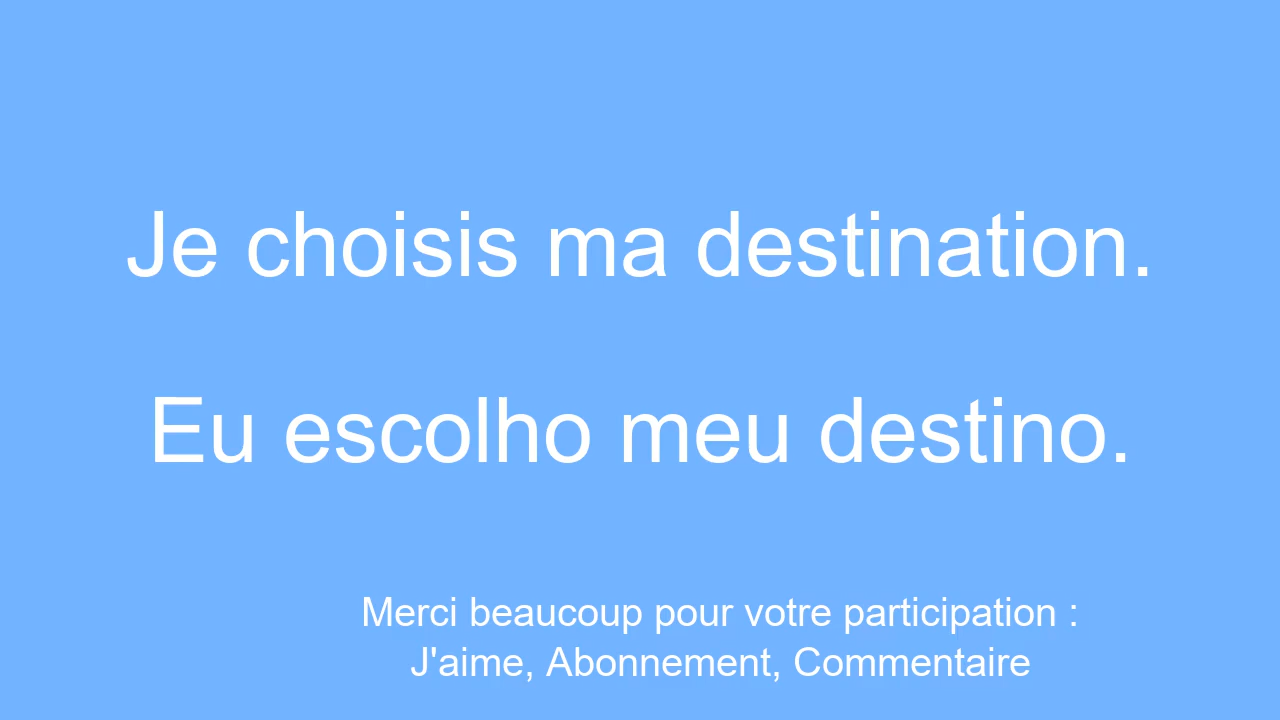 Je choisis ma destination.
Eu escolho meu destino.
Merci beaucoup pour votre participation :
J'aime, Abonnement, Commentaire